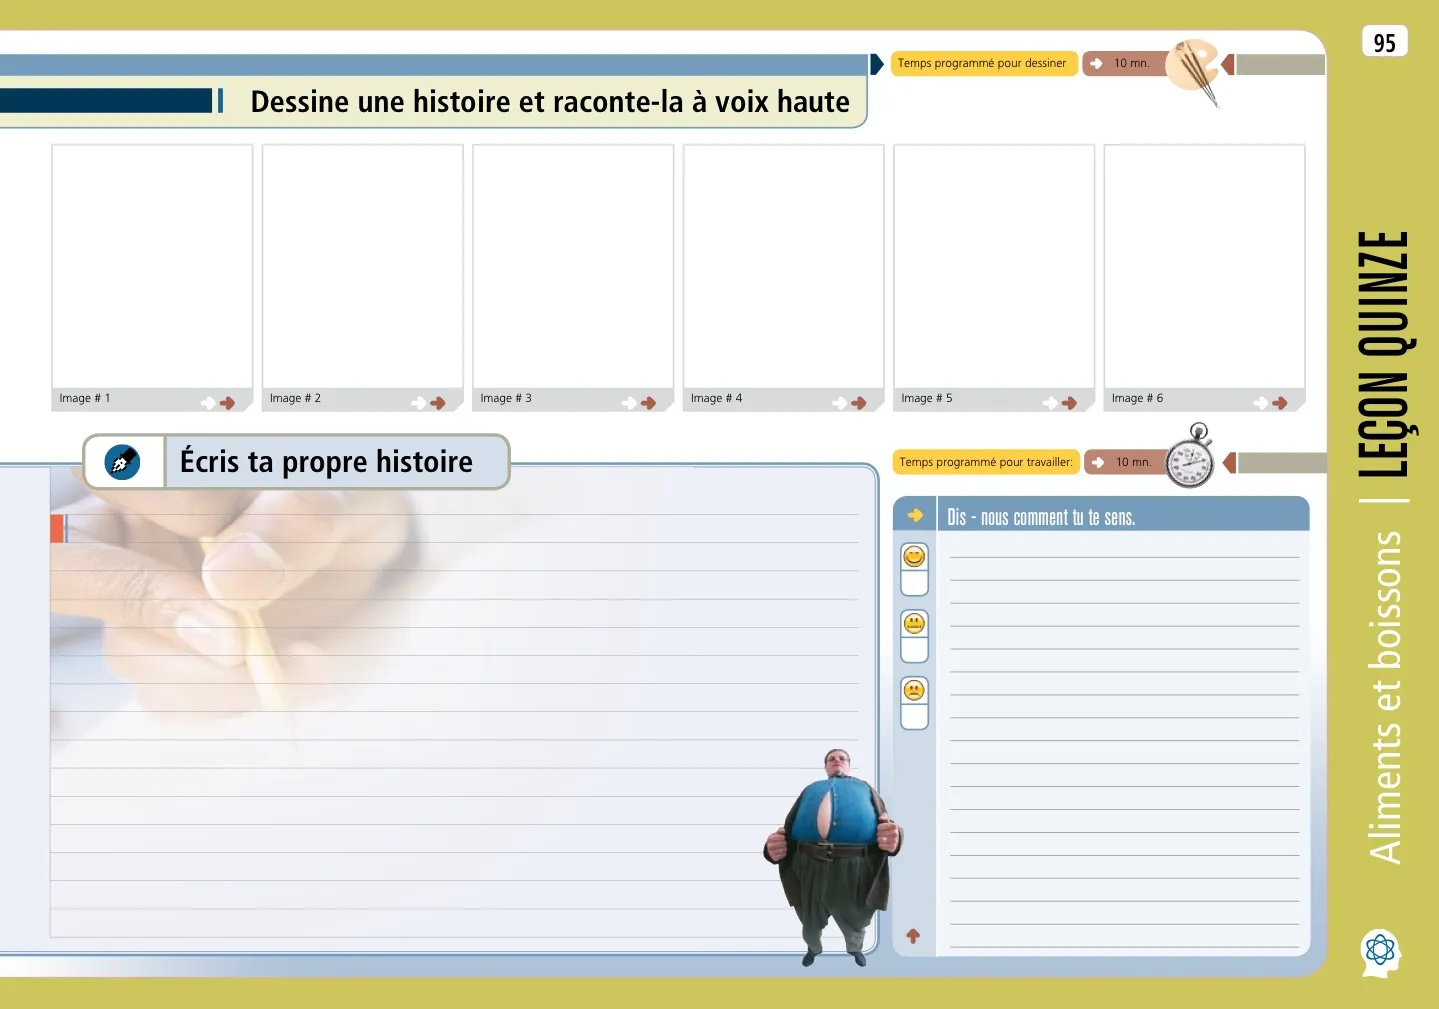 95
Temps programmé pour dessiner
10 mn.
Dessine une histoire et raconte-la à voix haute
Image # 1
Image # 2
Image # 3
Image # 4
Image # 5
Image # 6
Écris ta propre histoire
Temps programmé pour travailler:
10 mn.
Dis - nous comment tu te sens.
Aliments et boissons | LEÇON QUINZE